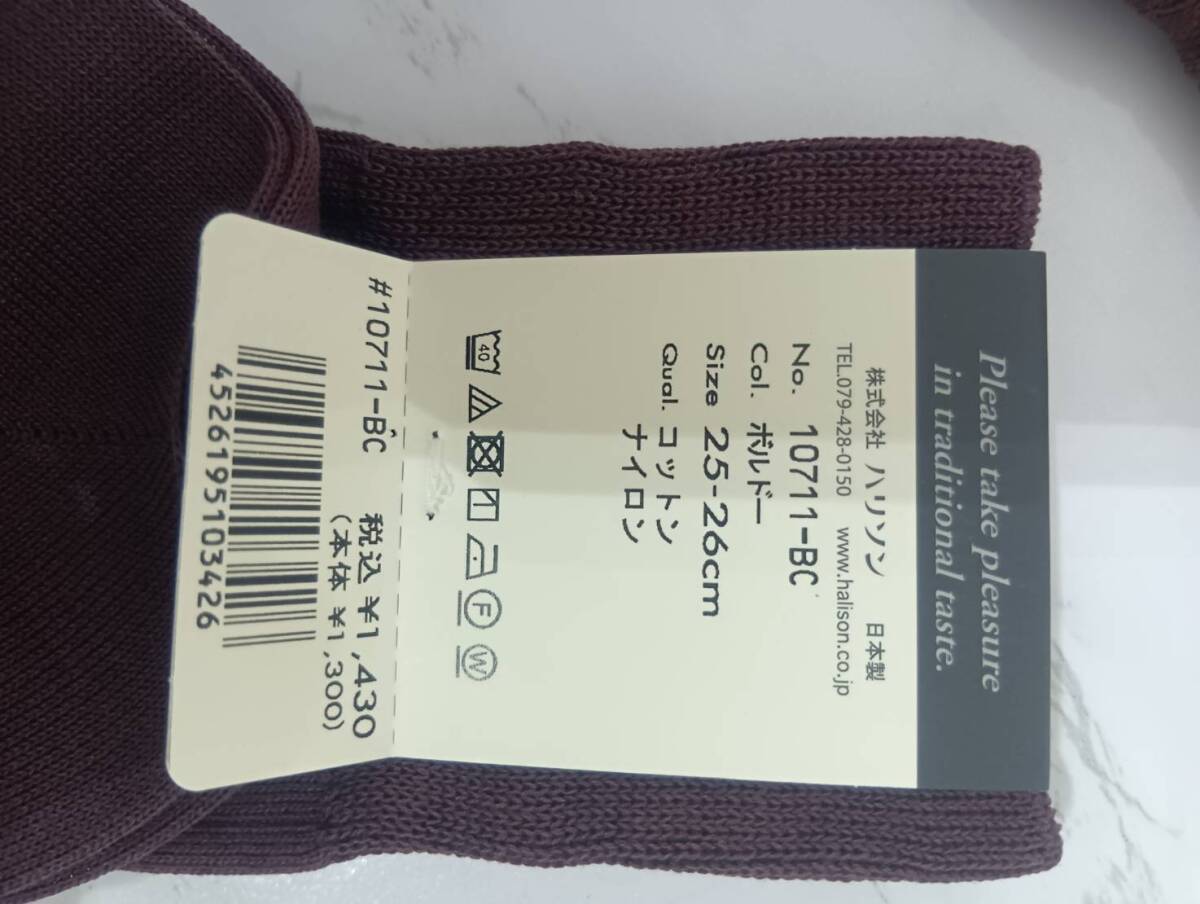 Please take pleasure
in traditional taste.
株式会社 ハリソン 日本製
TEL.079-428-0150 www.halison.co.jp
No. 10711-BC
Col. ボルドー
Size 25-26cm
Qual. コットン
ナイロン
40 F W
#10711-BC 税込 ¥1,430
(本体 ¥1,300)
4526195103426